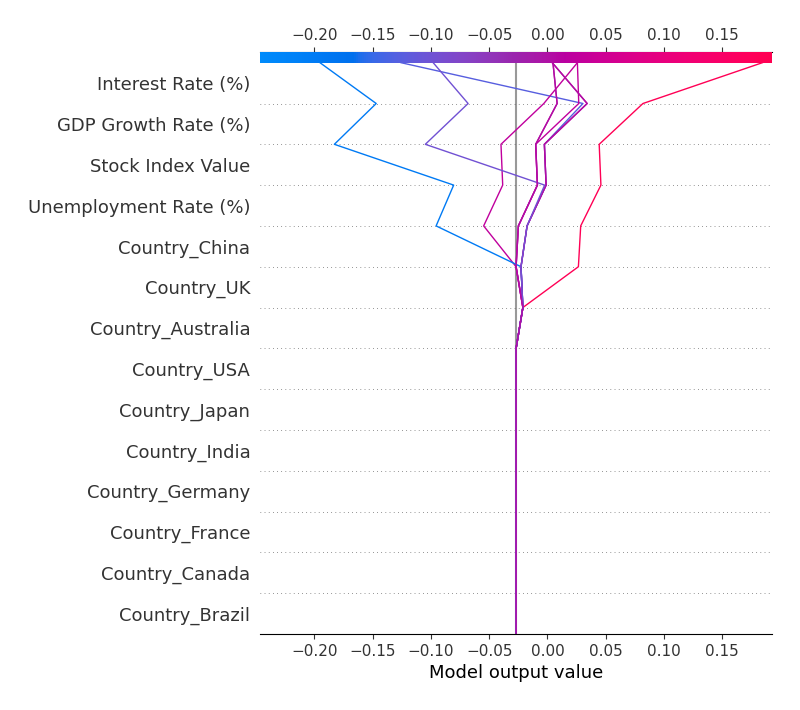 −0.20 −0.15 −0.10 −0.05 0.00 0.05 0.10 0.15
Interest Rate (%)
GDP Growth Rate (%)
Stock Index Value
Unemployment Rate (%)
Country_China
Country_UK
Country_Australia
Country_USA
Country_Japan
Country_India
Country_Germany
Country_France
Country_Canada
Country_Brazil
−0.20 −0.15 −0.10 −0.05 0.00 0.05 0.10 0.15
Model output value